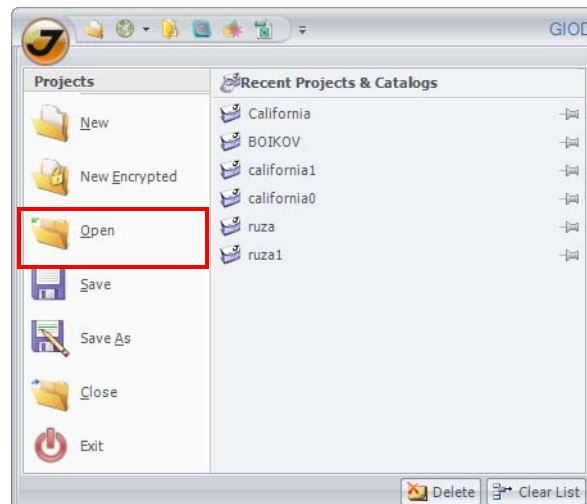 GIOD
Projects
Recent Projects & Catalogs
New
New Encrypted
Open
Save
Save As
Close
Exit
California
BOIKOV
california1
california0
ruza
ruza1
Delete
Clear List